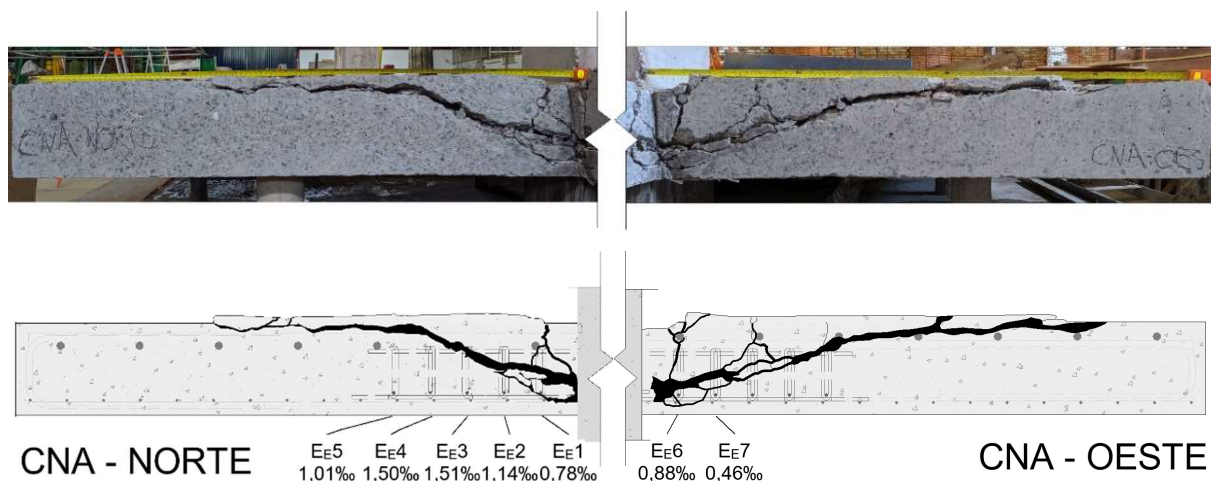 CNA NORTE
CNA-OES
EE5 EE4 EE3 EE2 EE1
1,01‰ 1,50‰ 1,51‰ 1,14‰ 0,78‰
CNA - NORTE
EE6 EE7
0,88‰ 0,46‰
CNA - OESTE